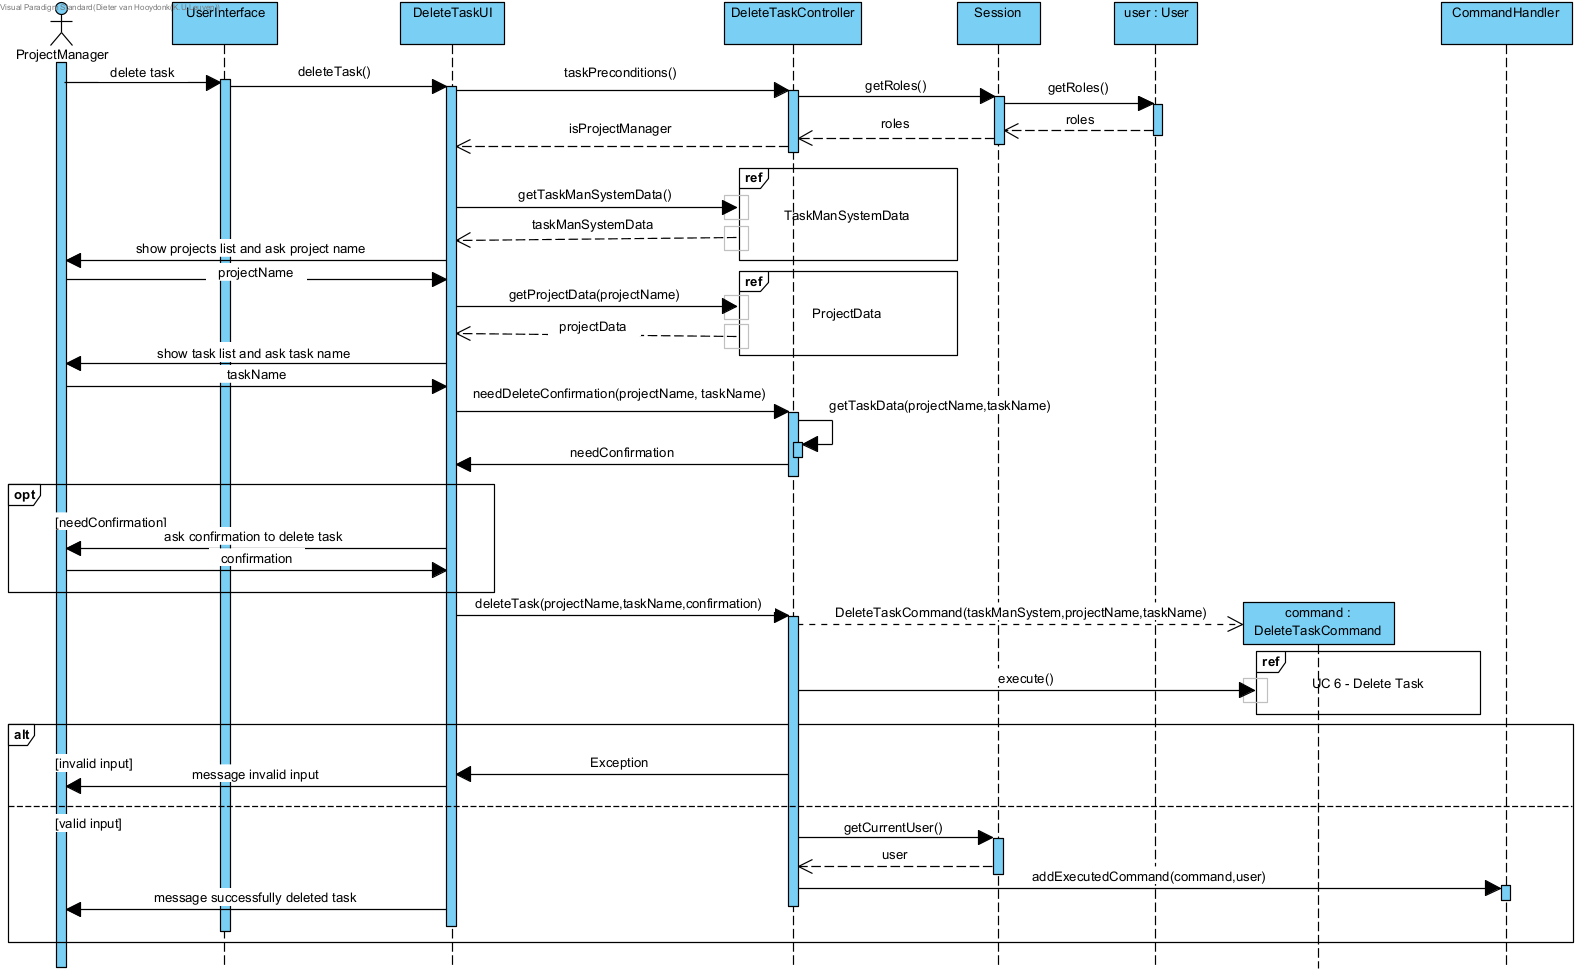 Visual Paradigm Standard(Dieter van Hooydonk(K.U.Leuven))
UserInterface
DeleteTaskUI
DeleteTaskController
Session
user : User
CommandHandler
ProjectManager
delete task
deleteTask()
taskPreconditions()
getRoles()
getRoles()
roles
roles
isProjectManager
ref
TaskManSystemData
getTaskManSystemData()
taskManSystemData
show projects list and ask project name
projectName
ref
ProjectData
getProjectData(projectName)
projectData
show task list and ask task name
taskName
needDeleteConfirmation(projectName, taskName)
getTaskData(projectName,taskName)
needConfirmation
opt
[needConfirmation]
ask confirmation to delete task
confirmation
deleteTask(projectName,taskName,confirmation)
DeleteTaskCommand(taskManSystem,projectName,taskName)
command :
DeleteTaskCommand
ref
UC 6 - Delete Task
execute()
alt
[invalid input]
Exception
message invalid input
[valid input]
getCurrentUser()
user
addExecutedCommand(command,user)
message successfully deleted task